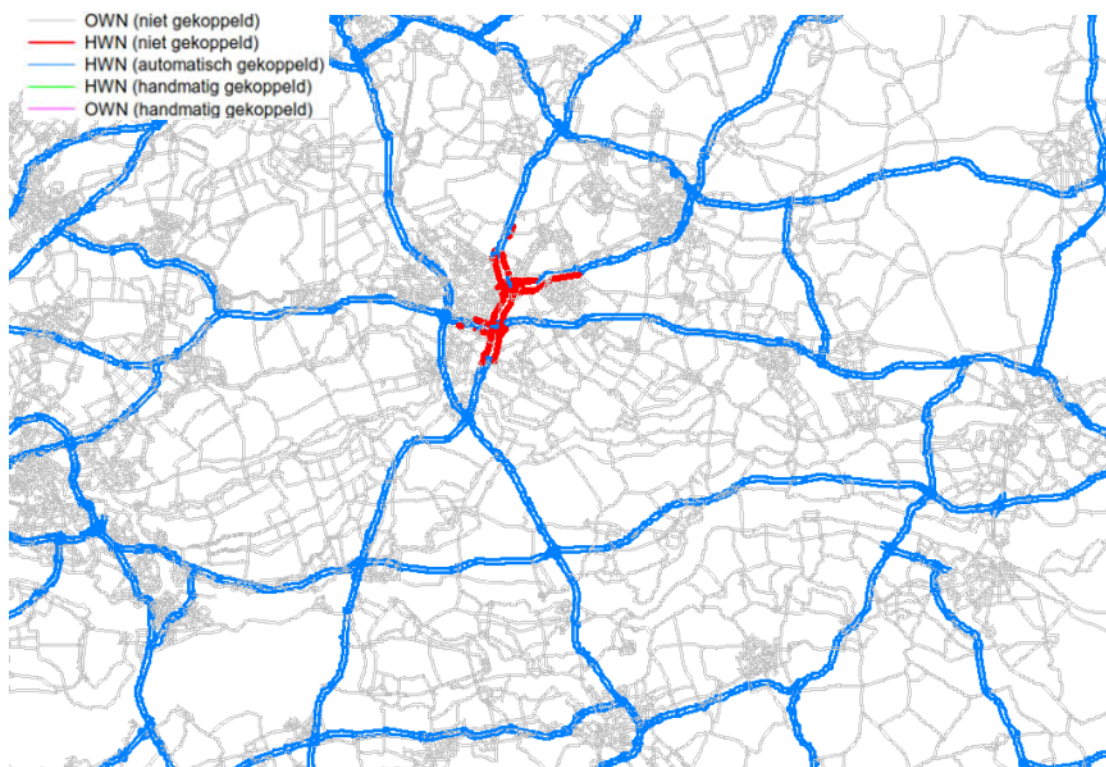 OWN (niet gekoppeld)
HWN (niet gekoppeld)
HWN (automatisch gekoppeld)
HWN (handmatig gekoppeld)
OWN (handmatig gekoppeld)